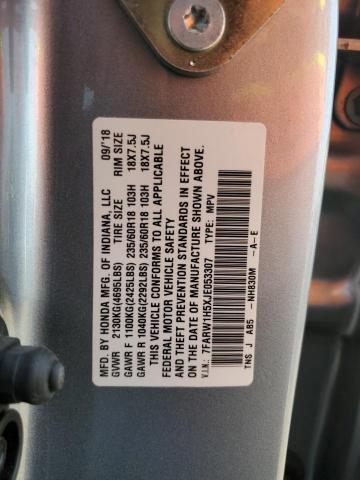 MFD. BY HONDA MFG. OF INDIANA, LLC 09/'18
GVWR 2130KG(4695LBS) TIRE SIZE RIM SIZE
GAWR F 1100KG(2425LBS) 235/60R18 103H 18X7.5J
GAWR R 1040KG(2292LBS) 235/60R18 103H 18X7.5J
THIS VEHICLE CONFORMS TO ALL APPLICABLE
FEDERAL MOTOR VEHICLE SAFETY
AND THEFT PREVENTION STANDARDS IN EFFECT
ON THE DATE OF MANUFACTURE SHOWN ABOVE.
V.I.N.: 7FARW1H5XJE053307 TYPE: MPV
TNS J A85 -NH830M -A-E